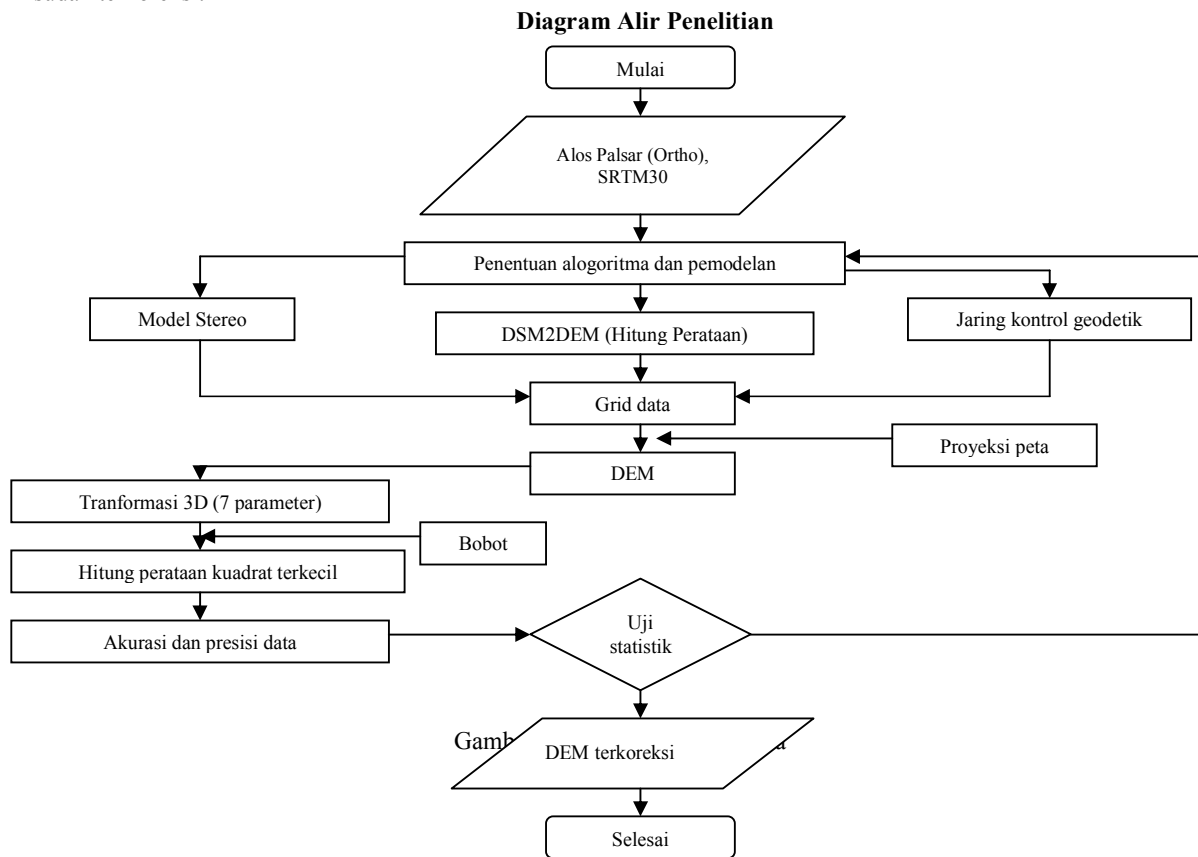 Diagram Alir Penelitian
Mulai
Alos Palsar (Ortho),
SRTM30
Penentuan alogoritma dan pemodelan
Model Stereo
DSM2DEM (Hitung Perataan)
Jaring kontrol geodetik
Grid data
Proyeksi peta
DEM
Tranformasi 3D (7 parameter)
Bobot
Hitung perataan kuadrat terkecil
Akurasi dan presisi data
Uji
statistik
DEM terkoreksi
Selesai